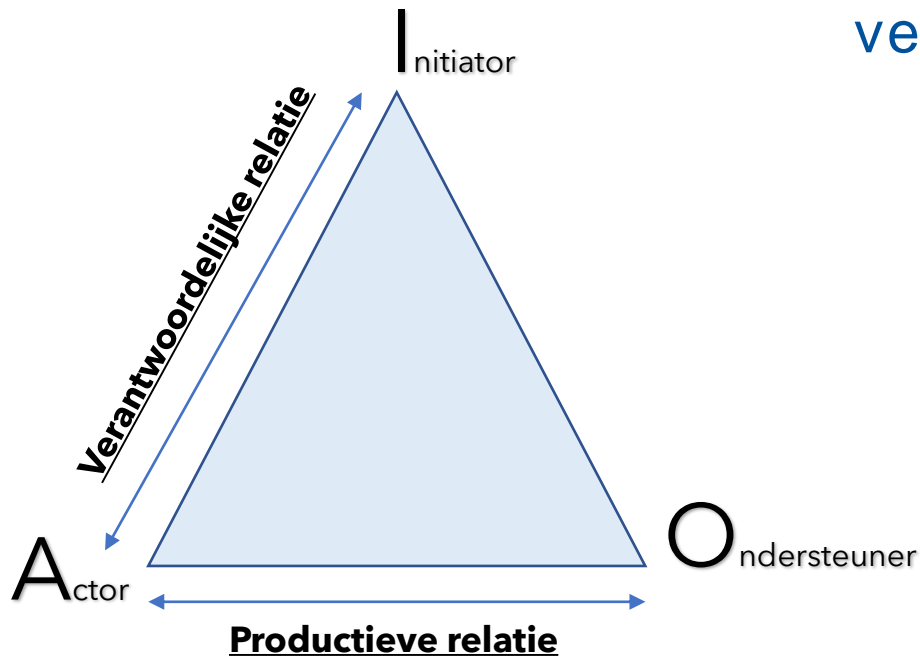 ve
Initiator
Verantwoordelijke relatie
Actor
Ondersteuner
Productieve relatie